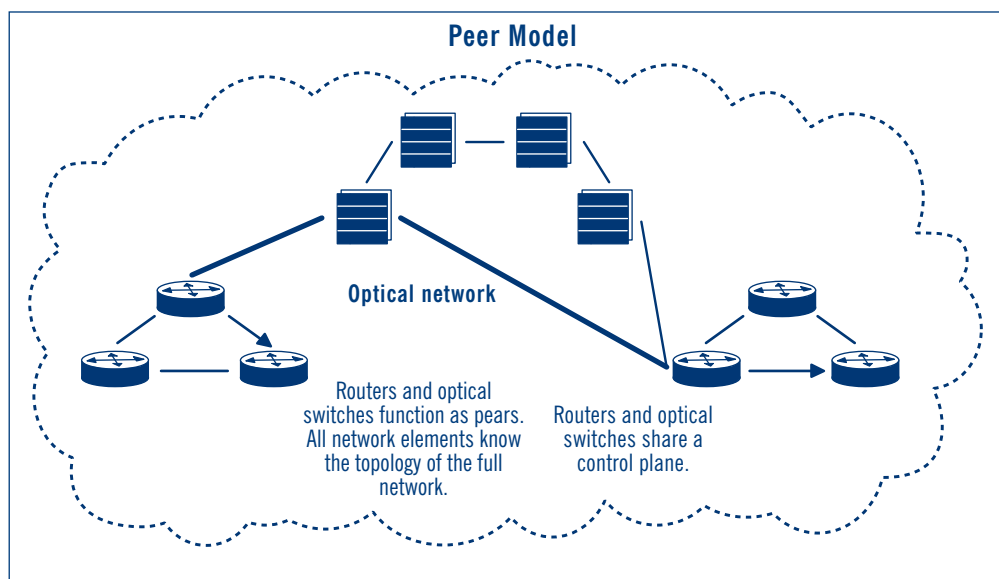 Peer Model
Optical network
Routers and optical
switches function as pears.
All network elements know
the topology of the full
network.
Routers and optical
switches share a
control plane.